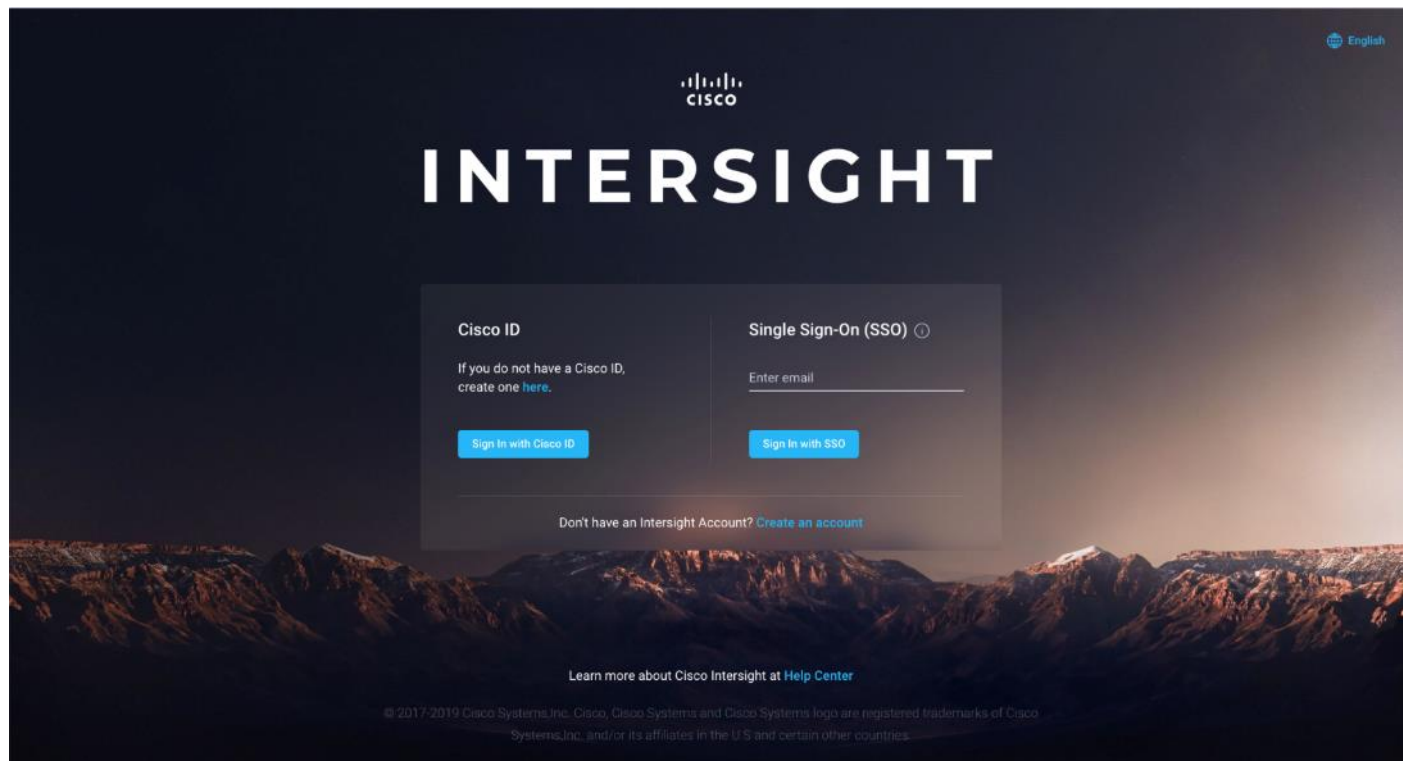 English
CISCO
INTERSIGHT
Cisco ID
If you do not have a Cisco ID,
create one here.
Sign In with Cisco ID
Single Sign-On (SSO)
Enter email
Sign In with SSO
Don't have an Intersight Account? Create an account
Learn more about Cisco Intersight at Help Center
© 2017-2019 Cisco Systems,Inc. Cisco, Cisco Systems and Cisco Systems logo are registered trademarks of Cisco
Systems,Inc. and/or its affiliates in the U.S and certain other countries.